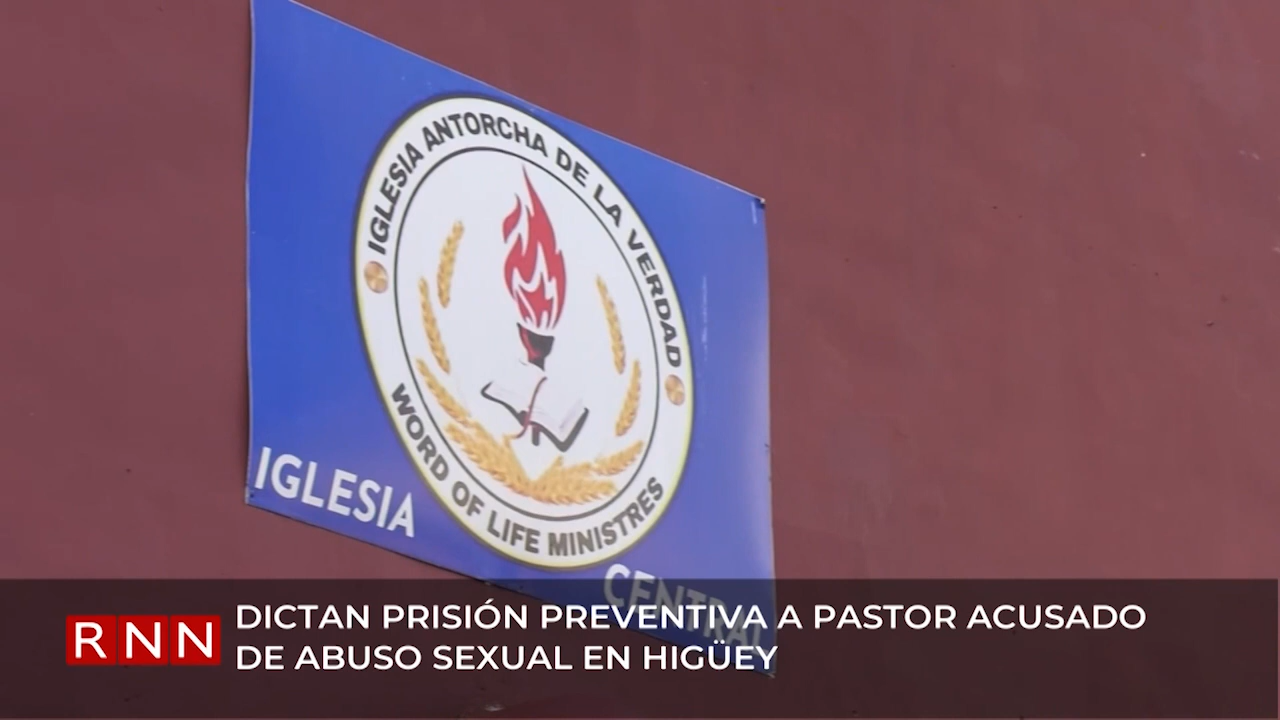 IGLESIA ANTORCHA DE LA VERDAD
WORD OF LIFE MINISTRES
IGLESIA
CENTRAL
RNN
DICTAN PRISIÓN PREVENTIVA A PASTOR ACUSADO
DE ABUSO SEXUAL EN HIGÜEY